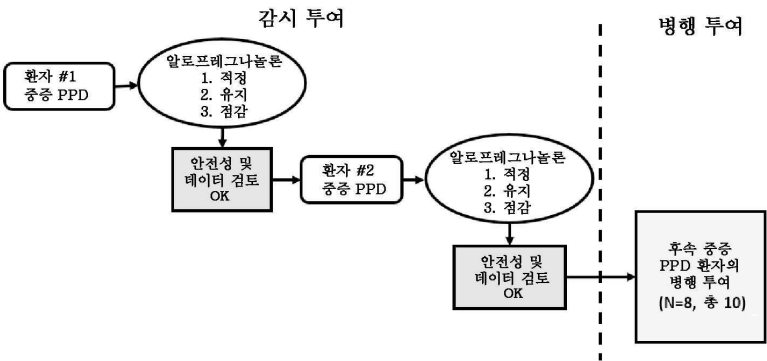 감시 투여
병행 투여
환자 #1
중증 PPD
알로프레그나놀론
1. 적정
2. 유지
3. 점감
안전성 및
데이터 검토
OK
환자 #2
중증 PPD
알로프레그나놀론
1. 적정
2. 유지
3. 점감
안전성 및
데이터 검토
OK
후속 중증
PPD 환자의
병행 투여
(N=8, 총 10)